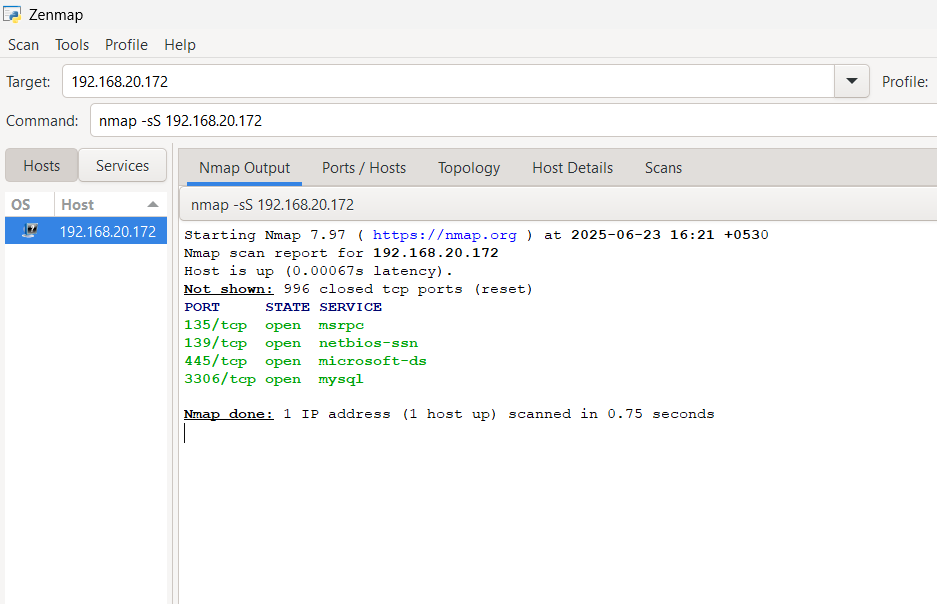 Zenmap
Scan Tools Profile Help
Target: 192.168.20.172 Profile:
Command: nmap -sS 192.168.20.172
Hosts Services
Nmap Output Ports / Hosts Topology Host Details Scans
OS Host
192.168.20.172
nmap -sS 192.168.20.172
Starting Nmap 7.97 ( https://nmap.org ) at 2025-06-23 16:21 +0530
Nmap scan report for 192.168.20.172
Host is up (0.00067s latency).
Not shown: 996 closed tcp ports (reset)
PORT     STATE SERVICE
135/tcp  open  msrpc
139/tcp  open  netbios-ssn
445/tcp  open  microsoft-ds
3306/tcp open  mysql
Nmap done: 1 IP address (1 host up) scanned in 0.75 seconds